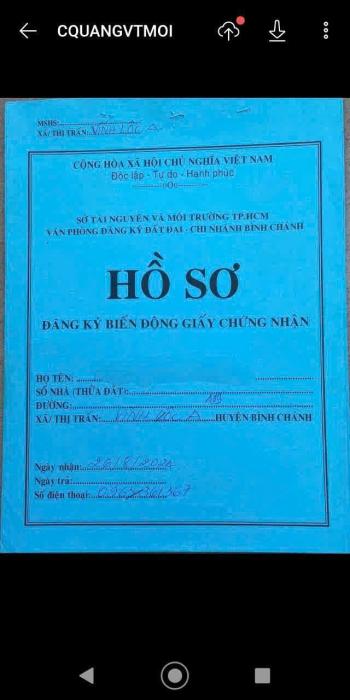 CQUANGVTMOI
MSHS:
XÃ/ THỊ TRẤN: VĨNH LỘC A
CỘNG HÒA XÃ HỘI CHỦ NGHĨA VIỆT NAM
Độc lập - Tự do - Hạnh phúc
oOo
SỞ TÀI NGUYÊN VÀ MÔI TRƯỜNG TP.HCM
VĂN PHÒNG ĐĂNG KÝ ĐẤT ĐAI - CHI NHÁNH BÌNH CHÁNH
HỒ SƠ
ĐĂNG KÝ BIẾN ĐỘNG GIẤY CHỨNG NHẬN
HỌ TÊN:
SỐ NHÀ (THỬA ĐẤT):
ĐƯỜNG:
XÃ/ THỊ TRẤN: VĨNH LỘC A HUYỆN BÌNH CHÁNH
Ngày nhận:
Ngày trả:
Số điện thoại: